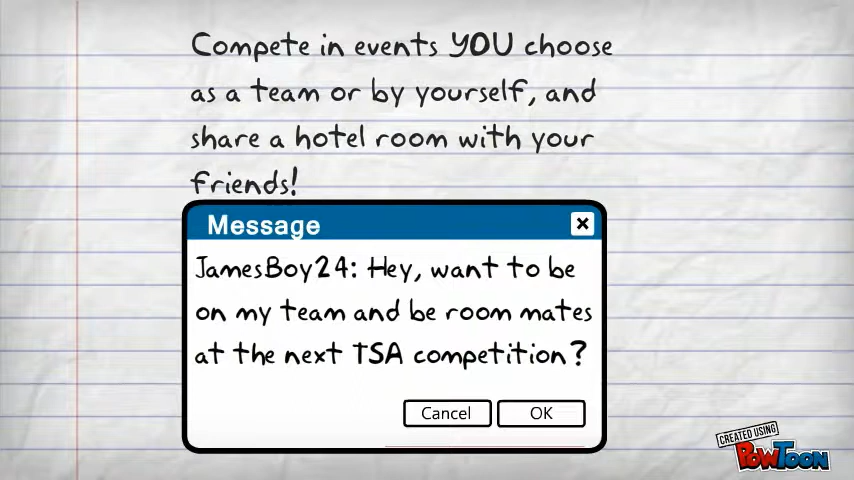 Compete in events YOU choose
as a team or by yourself, and
share a hotel room with your
friends!
Message
JamesBoy24: Hey, want to be
on my team and be room mates
at the next TSA competition?
Cancel OK
CREATED USING
POWTOON